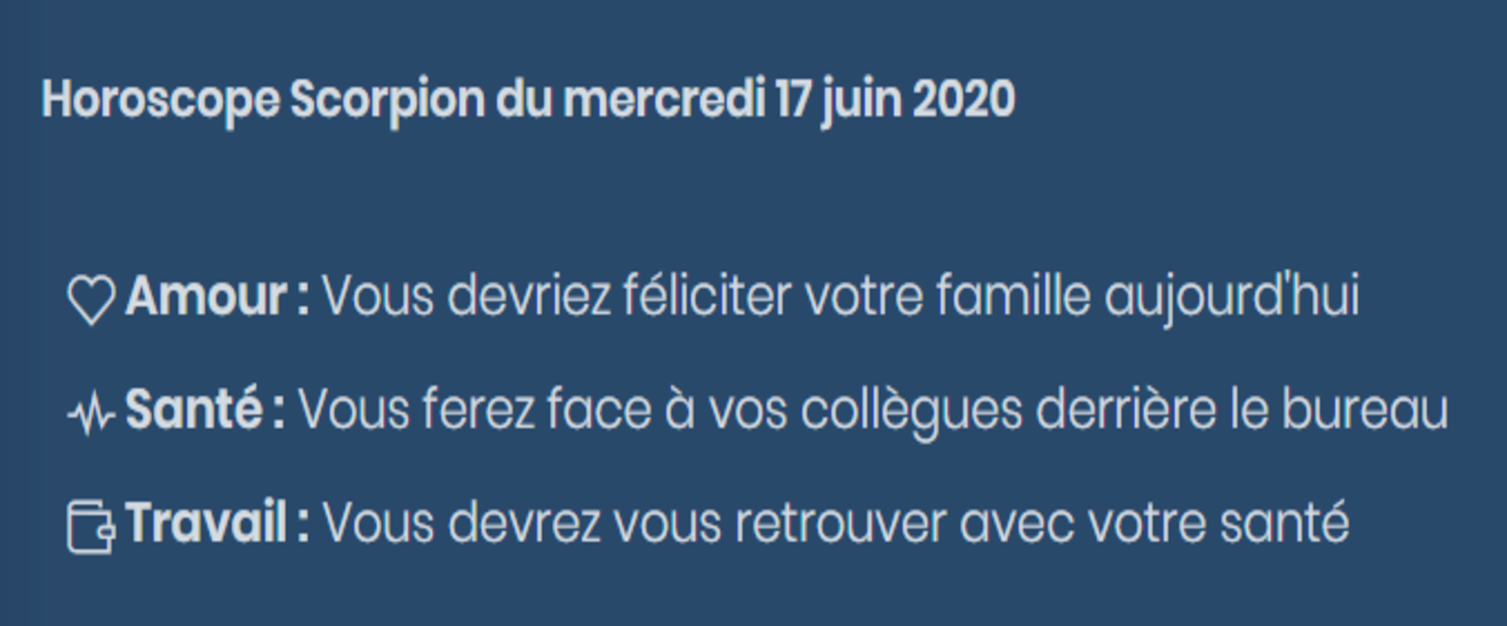 Horoscope Scorpion du mercredi 17 juin 2020
Amour : Vous devriez féliciter votre famille aujourd'hui
Santé : Vous ferez face à vos collègues derrière le bureau
Travail : Vous devrez vous retrouver avec votre santé